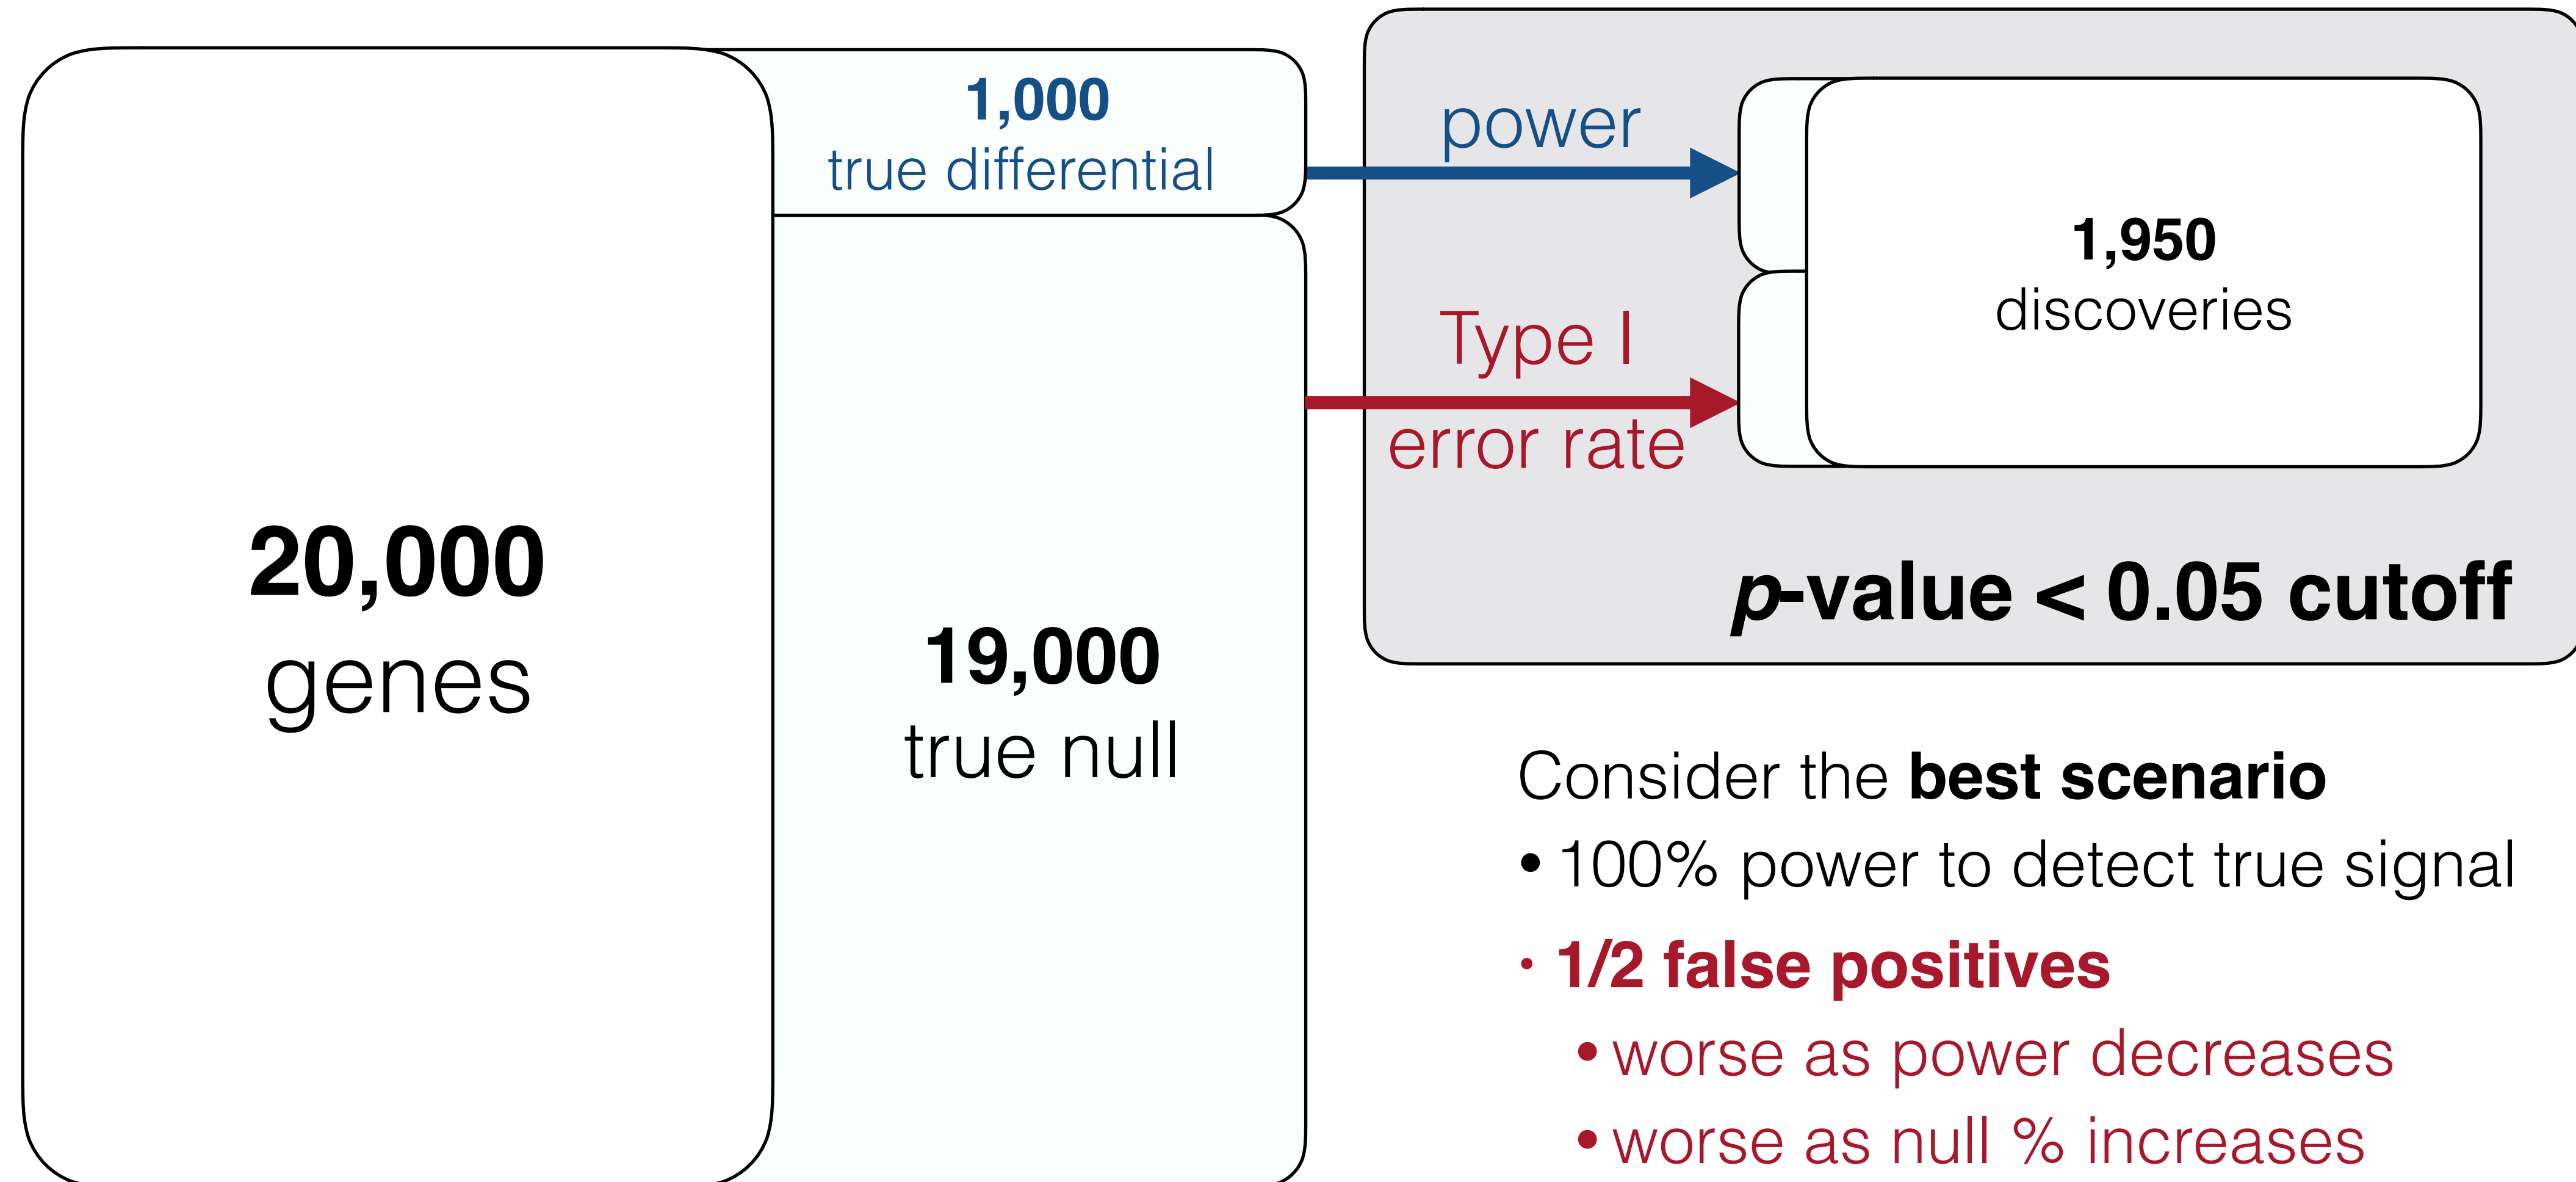 20,000
genes
1,000
true differential
19,000
true null
power
Type I
error rate
1,950
discoveries
p-value < 0.05 cutoff
Consider the best scenario
• 100% power to detect true signal
• 1/2 false positives
• worse as power decreases
• worse as null % increases